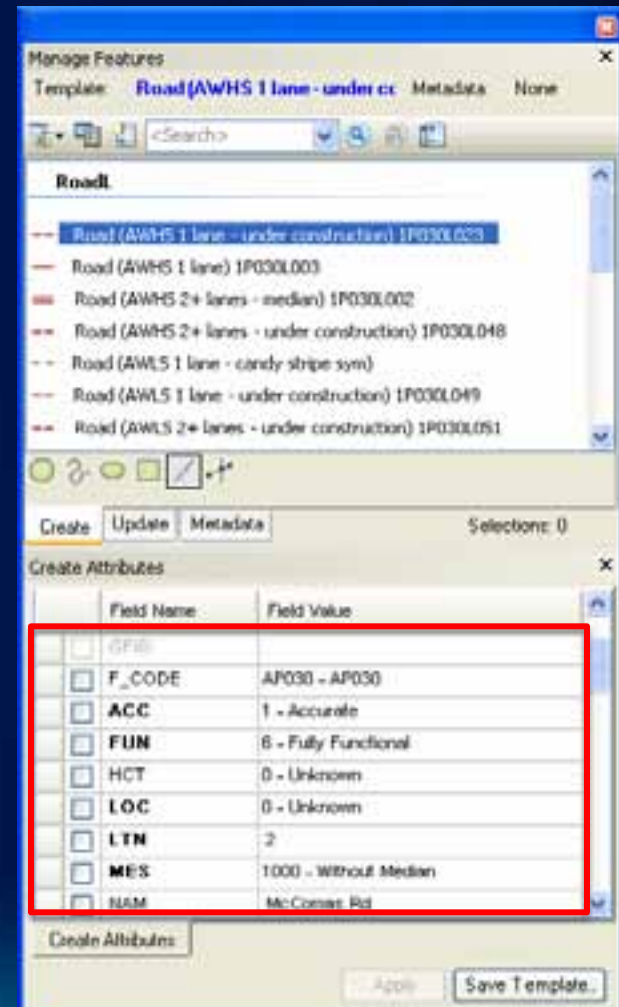 Manage Features
Template Road (AWHS 1 lane - under cc Metadata None
<Search>
RoadL
Road (AWHS 1 lane - under construction) 1P030L023
Road (AWHS 1 lane) 1P030L003
Road (AWHS 2+ lanes - median) 1P030L002
Road (AWHS 2+ lanes - under construction) 1P030L048
Road (AWLS 1 lane - candy stripe sym)
Road (AWLS 1 lane - under construction) 1P030L049
Road (AWLS 2+ lanes - under construction) 1P030L051
Create Update Metadata Selections: 0
Create Attributes
Field Name Field Value
GFID
F_CODE AP030 - AP030
ACC 1 - Accurate
FUN 6 - Fully Functional
HCT 0 - Unknown
LOC 0 - Unknown
LTN 2
MES 1000 - Without Median
NAM McComas Rd
Create Attributes
Apply Save Template..